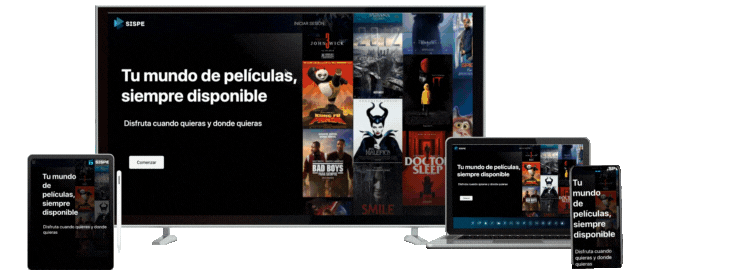 SISPE
INICIAR SESIÓN
Tu mundo de películas,
siempre disponible
Disfruta cuando quieras y donde quieras
Comenzar
3
JOHN WICK
KUNG FU
PANDA
MALEFICENT
BAD BOYS
DOCTOR
SLEEP
SMILE
SISPE
Tu
mundo
de
películas,
siempre
disponible
Disfruta cuando quieras y donde
quieras
SISPE
Tu mundo de películas,
siempre disponible
Disfruta cuando quieras y donde quieras
DOCTOR
SLEEP
Tu
mundo
de
películas,
siempre
disponible
Disfruta cuando
quieras y donde
quieras